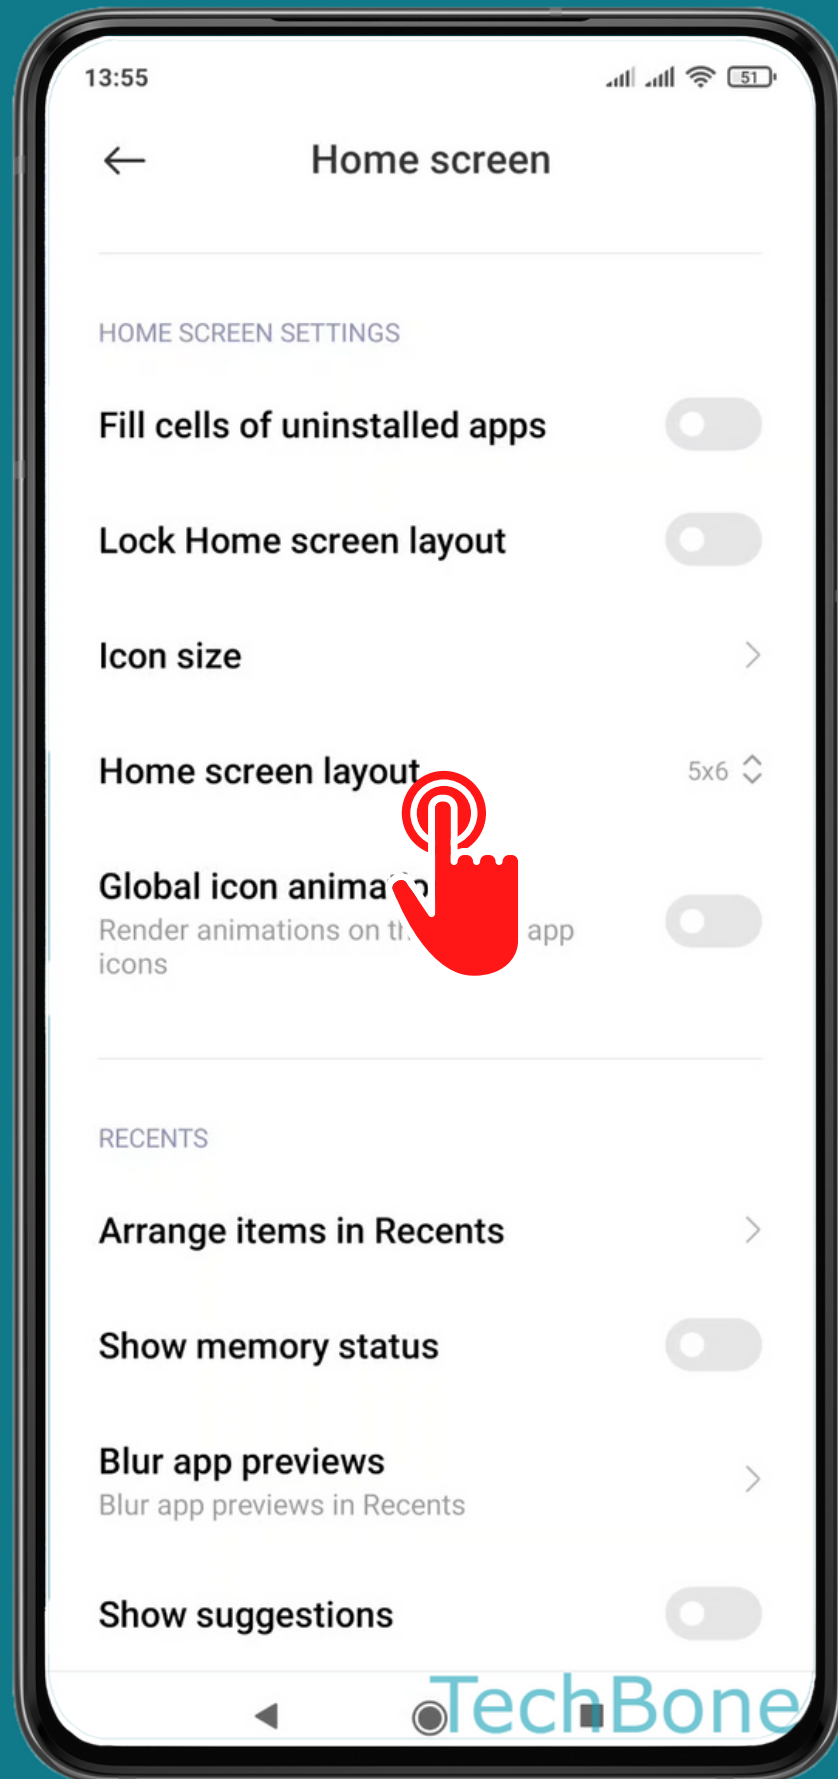 13:55
51
Home screen
HOME SCREEN SETTINGS
Fill cells of uninstalled apps
Lock Home screen layout
Icon size
Home screen layout
5x6
Global icon
Render animations on app
icons
RECENTS
Arrange items in Recents
Show memory status
Blur app previews
Blur app previews in Recents
Show suggestions
TechBone